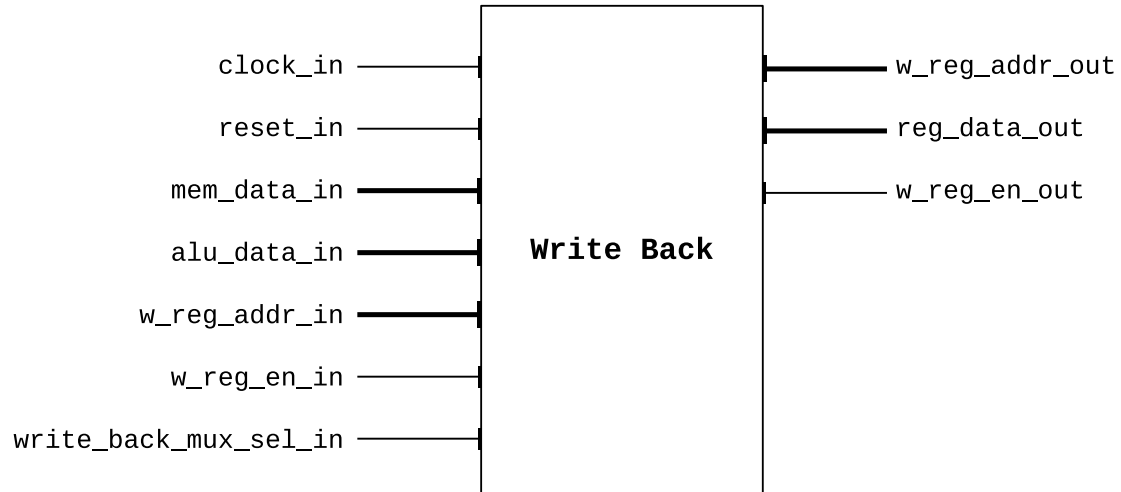 clock_in
reset_in
mem_data_in
alu_data_in
w_reg_addr_in
w_reg_en_in
write_back_mux_sel_in
Write Back
w_reg_addr_out
reg_data_out
w_reg_en_out